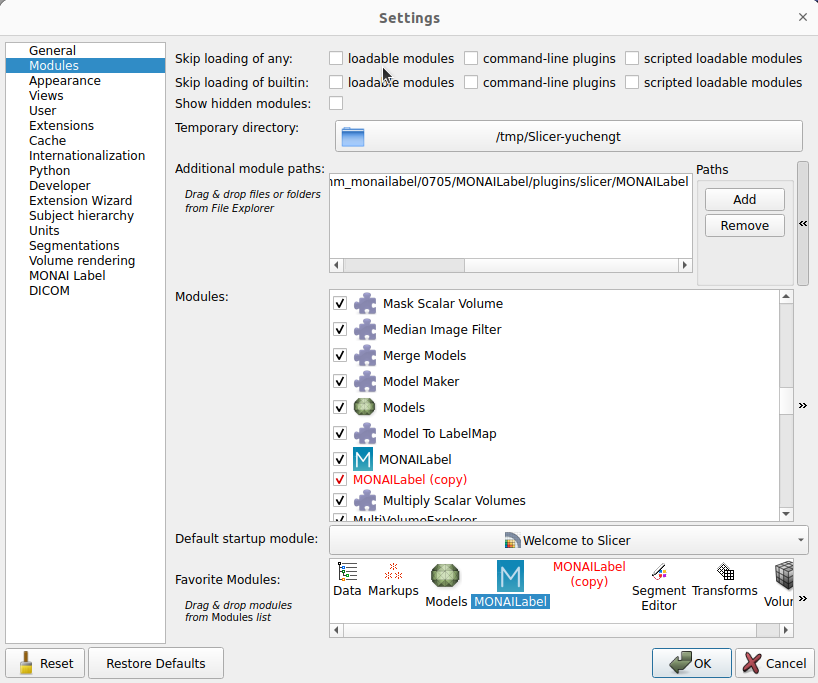 Settings
General
Modules
Appearance
Views
User
Extensions
Cache
Internationalization
Python
Developer
Extension Wizard
Subject hierarchy
Units
Segmentations
Volume rendering
MONAI Label
DICOM
Skip loading of any: loadable modules command-line plugins scripted loadable modules
Skip loading of builtin: loadable modules command-line plugins scripted loadable modules
Show hidden modules:
Temporary directory: /tmp/Slicer-yuchengt
Additional module paths:
Drag & drop files or folders
from File Explorer
m_monailabel/0705/MONAILabel/plugins/slicer/MONAILabel
Paths
Add
Remove
Modules:
Mask Scalar Volume
Median Image Filter
Merge Models
Model Maker
Models
Model To LabelMap
MONAILabel
MONAILabel (copy)
Multiply Scalar Volumes
MultiVolumeExplorer
Default startup module: Welcome to Slicer
Favorite Modules:
Drag & drop modules
from Modules list
Data
Markups
Models
MONAILabel
MONAILabel
(copy)
Segment
Editor
Transforms
Volur
Reset
Restore Defaults
OK
Cancel